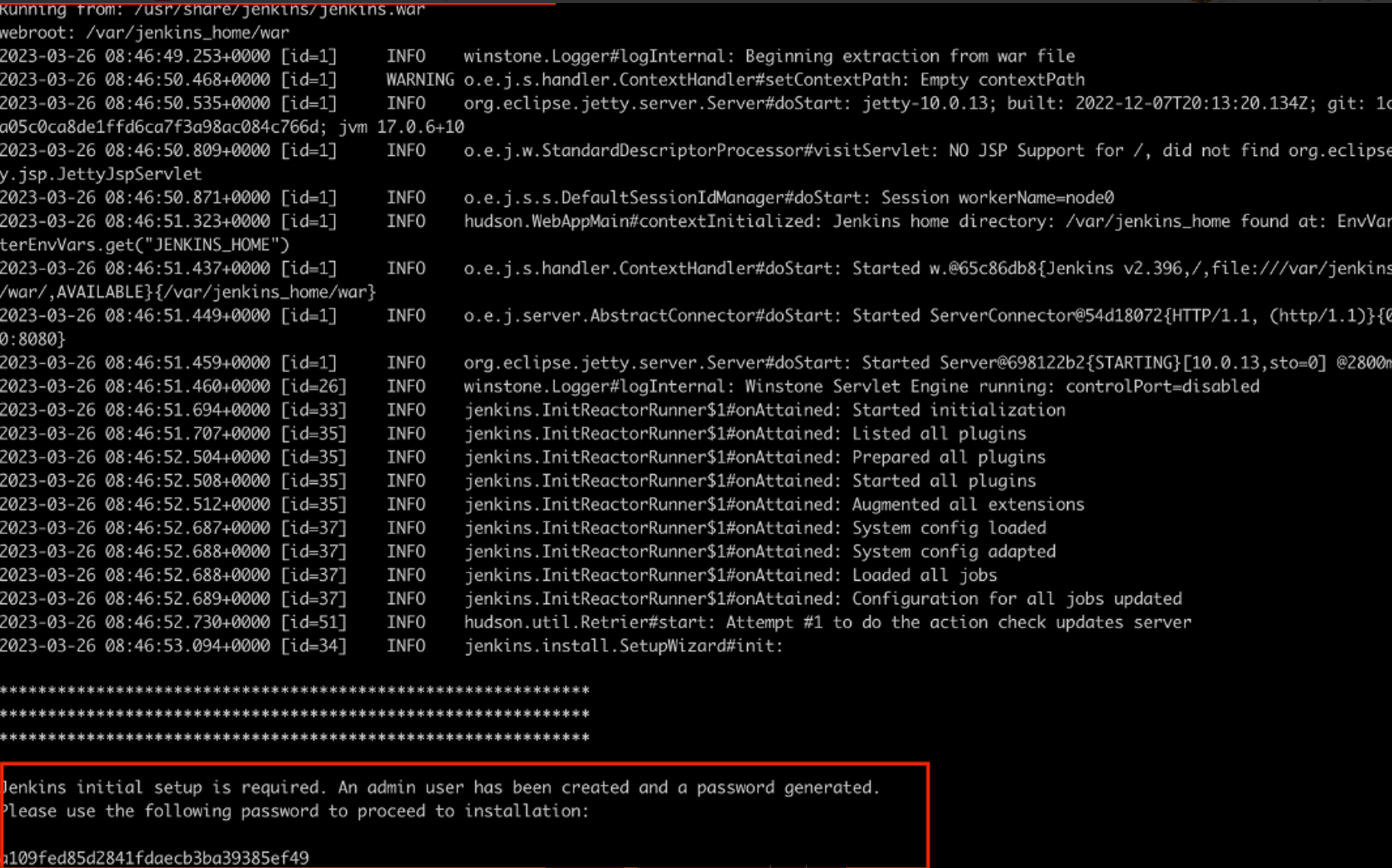 Running from: /usr/share/jenkins/jenkins.war
webroot: /var/jenkins_home/war
2023-03-26 08:46:49.253+0000 [id=1] INFO winstone.Logger#logInternal: Beginning extraction from war file
2023-03-26 08:46:50.468+0000 [id=1] WARNING o.e.j.s.handler.ContextHandler#setContextPath: Empty contextPath
2023-03-26 08:46:50.535+0000 [id=1] INFO org.eclipse.jetty.server.Server#doStart: jetty-10.0.13; built: 2022-12-07T20:13:20.134Z; git: 1c
a05c0ca8de1ffd6ca7f3a98ac084c766d; jvm 17.0.6+10
2023-03-26 08:46:50.809+0000 [id=1] INFO o.e.j.w.StandardDescriptorProcessor#visitServlet: NO JSP Support for /, did not find org.eclipse
y.jsp.JettyJspServlet
2023-03-26 08:46:50.871+0000 [id=1] INFO o.e.j.s.s.DefaultSessionIdManager#doStart: Session workerName=node0
2023-03-26 08:46:51.323+0000 [id=1] INFO hudson.WebAppMain#contextInitialized: Jenkins home directory: /var/jenkins_home found at: EnvVar
terEnvVars.get("JENKINS_HOME")
2023-03-26 08:46:51.437+0000 [id=1] INFO o.e.j.s.handler.ContextHandler#doStart: Started w.@65c86db8{Jenkins v2.396,/,file:///var/jenkins
/war/,AVAILABLE}{/var/jenkins_home/war}
2023-03-26 08:46:51.449+0000 [id=1] INFO o.e.j.server.AbstractConnector#doStart: Started ServerConnector@54d18072{HTTP/1.1, (http/1.1)}{0
0:8080}
2023-03-26 08:46:51.459+0000 [id=1] INFO org.eclipse.jetty.server.Server#doStart: Started Server@698122b2{STARTING}[10.0.13,sto=0] @2800m
2023-03-26 08:46:51.460+0000 [id=26] INFO winstone.Logger#logInternal: Winstone Servlet Engine running: controlPort=disabled
2023-03-26 08:46:51.694+0000 [id=33] INFO jenkins.InitReactorRunner$1#onAttained: Started initialization
2023-03-26 08:46:51.707+0000 [id=35] INFO jenkins.InitReactorRunner$1#onAttained: Listed all plugins
2023-03-26 08:46:52.504+0000 [id=35] INFO jenkins.InitReactorRunner$1#onAttained: Prepared all plugins
2023-03-26 08:46:52.508+0000 [id=35] INFO jenkins.InitReactorRunner$1#onAttained: Started all plugins
2023-03-26 08:46:52.512+0000 [id=35] INFO jenkins.InitReactorRunner$1#onAttained: Augmented all extensions
2023-03-26 08:46:52.687+0000 [id=37] INFO jenkins.InitReactorRunner$1#onAttained: System config loaded
2023-03-26 08:46:52.688+0000 [id=37] INFO jenkins.InitReactorRunner$1#onAttained: System config adapted
2023-03-26 08:46:52.688+0000 [id=37] INFO jenkins.InitReactorRunner$1#onAttained: Loaded all jobs
2023-03-26 08:46:52.689+0000 [id=37] INFO jenkins.InitReactorRunner$1#onAttained: Configuration for all jobs updated
2023-03-26 08:46:52.730+0000 [id=51] INFO hudson.util.Retrier#start: Attempt #1 to do the action check updates server
2023-03-26 08:46:53.094+0000 [id=34] INFO jenkins.install.SetupWizard#init:
*************************************************************
*************************************************************
*************************************************************
Jenkins initial setup is required. An admin user has been created and a password generated.
Please use the following password to proceed to installation:
a109fed85d2841fdaecb3ba39385ef49